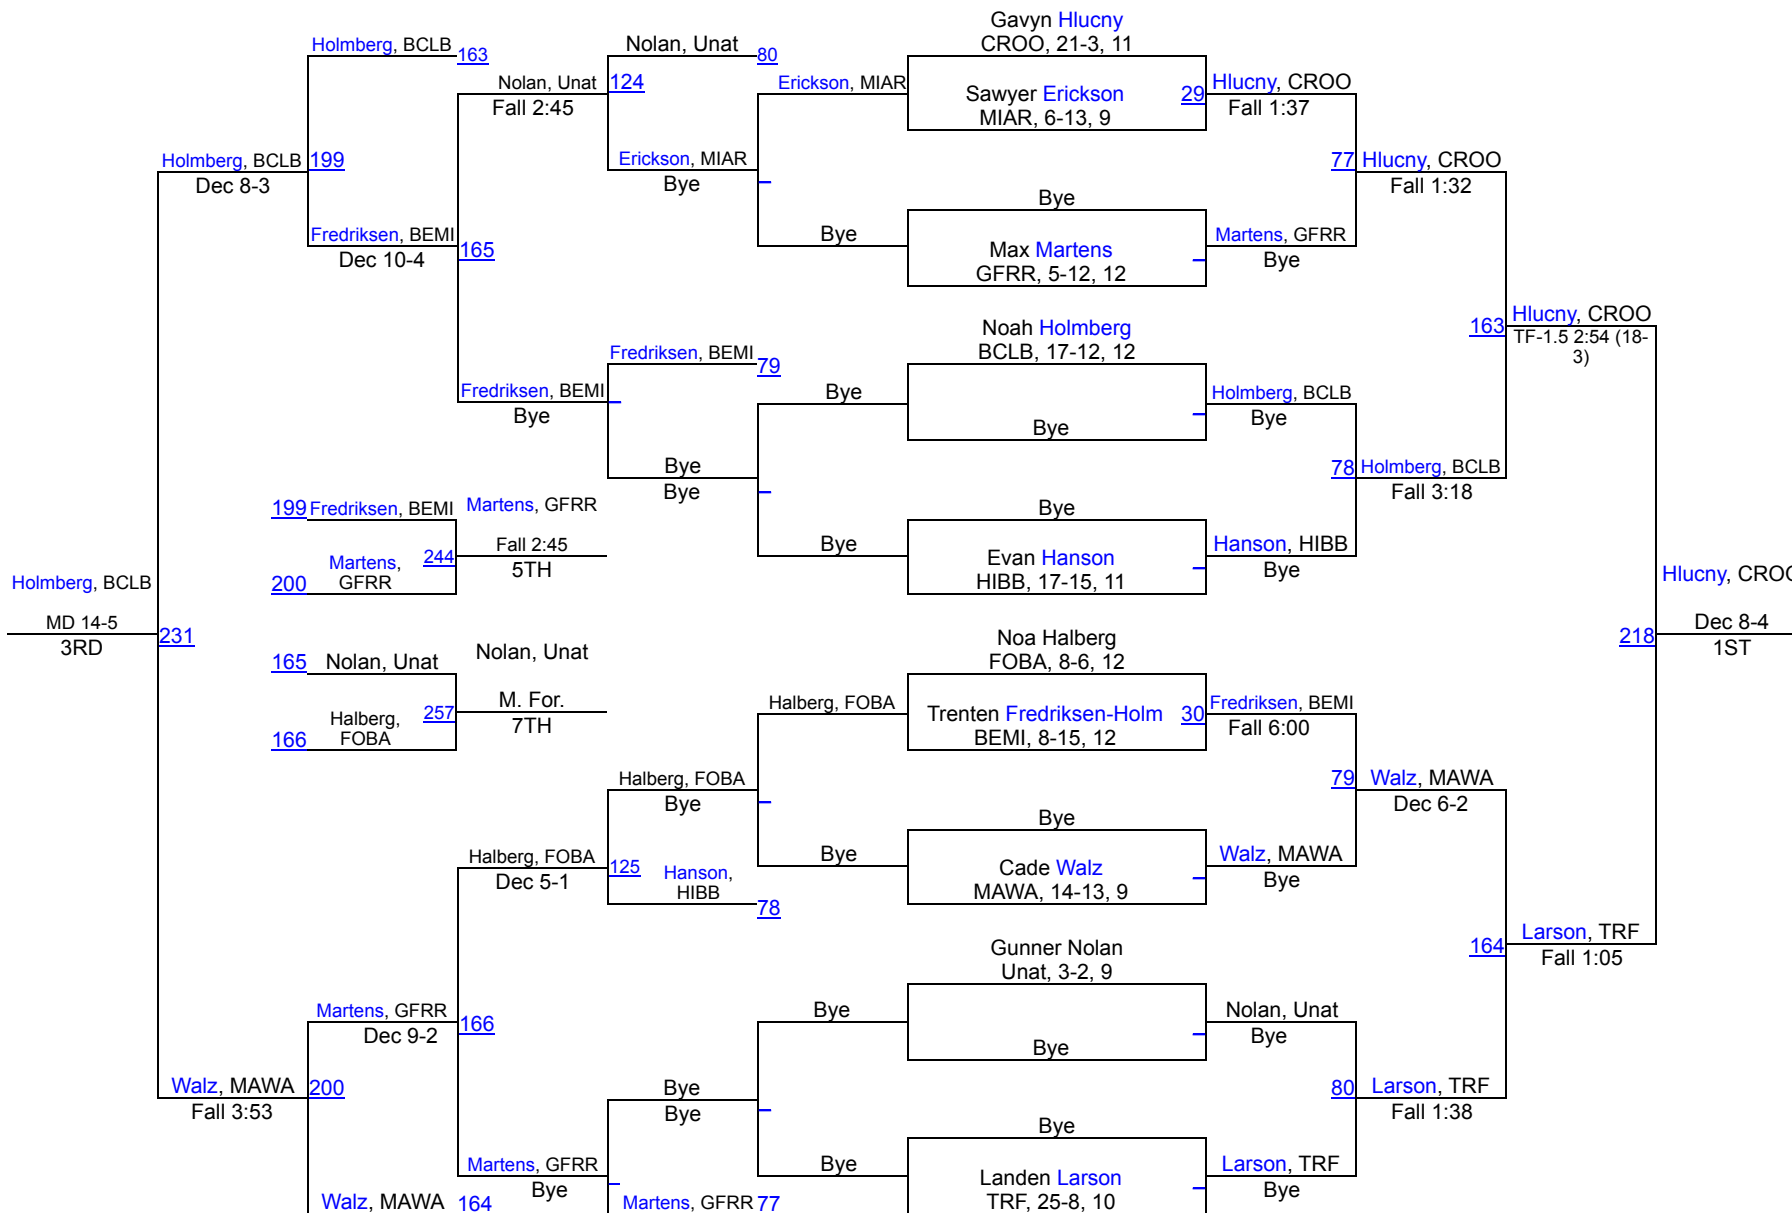 Gavyn Hlucny
CROO, 21-3, 11
Holmberg, BCLB 163
Nolan, Unat 80
Nolan, Unat 124
Fall 2:45
Erickson, MIAR
Sawyer Erickson 29
MIAR, 6-13, 9
Hlucny, CROO
Fall 1:37
Holmberg, BCLB 199
Dec 8-3
Erickson, MIAR
Bye
77 Hlucny, CROO
Fall 1:32
Bye
Fredriksen, BEMI 165
Dec 10-4
Bye
Max Martens
GFRR, 5-12, 12
Martens, GFRR
Bye
Noah Holmberg
BCLB, 17-12, 12
163 Hlucny, CROO
TF-1.5 2:54 (18-
3)
Fredriksen, BEMI 79
Fredriksen, BEMI
Bye
Bye
Bye
Holmberg, BCLB
Bye
Bye
Bye
78 Holmberg, BCLB
Fall 3:18
199 Fredriksen, BEMI
Martens, GFRR
Bye
Fall 2:45
5TH
244
200 Martens,
GFRR
Bye
Evan Hanson
HIBB, 17-15, 11
Hanson, HIBB
Bye
Holmberg, BCLB
MD 14-5
3RD
231
Hlucny, CRO
218 Dec 8-4
1ST
Noa Halberg
FOBA, 8-6, 12
165 Nolan, Unat
Nolan, Unat
M. For.
7TH
257
166 Halberg,
FOBA
Halberg, FOBA
Trenten Fredriksen-Holm 30
BEMI, 8-15, 12
Fredriksen, BEMI
Fall 6:00
Halberg, FOBA
Bye
79 Walz, MAWA
Dec 6-2
Bye
Halberg, FOBA 125
Dec 5-1
Hanson,
HIBB 78
Bye
Cade Walz
MAWA, 14-13, 9
Walz, MAWA
Bye
Gunner Nolan
Unat, 3-2, 9
164 Larson, TRF
Fall 1:05
Martens, GFRR 166
Dec 9-2
Bye
Bye
Nolan, Unat
Bye
Walz, MAWA 200
Fall 3:53
Bye
Bye
80 Larson, TRF
Fall 1:38
Bye
Martens, GFRR
Bye
Bye
Landen Larson
TRF, 25-8, 10
Larson, TRF
Bye
Walz, MAWA 164
Martens, GFRR 77